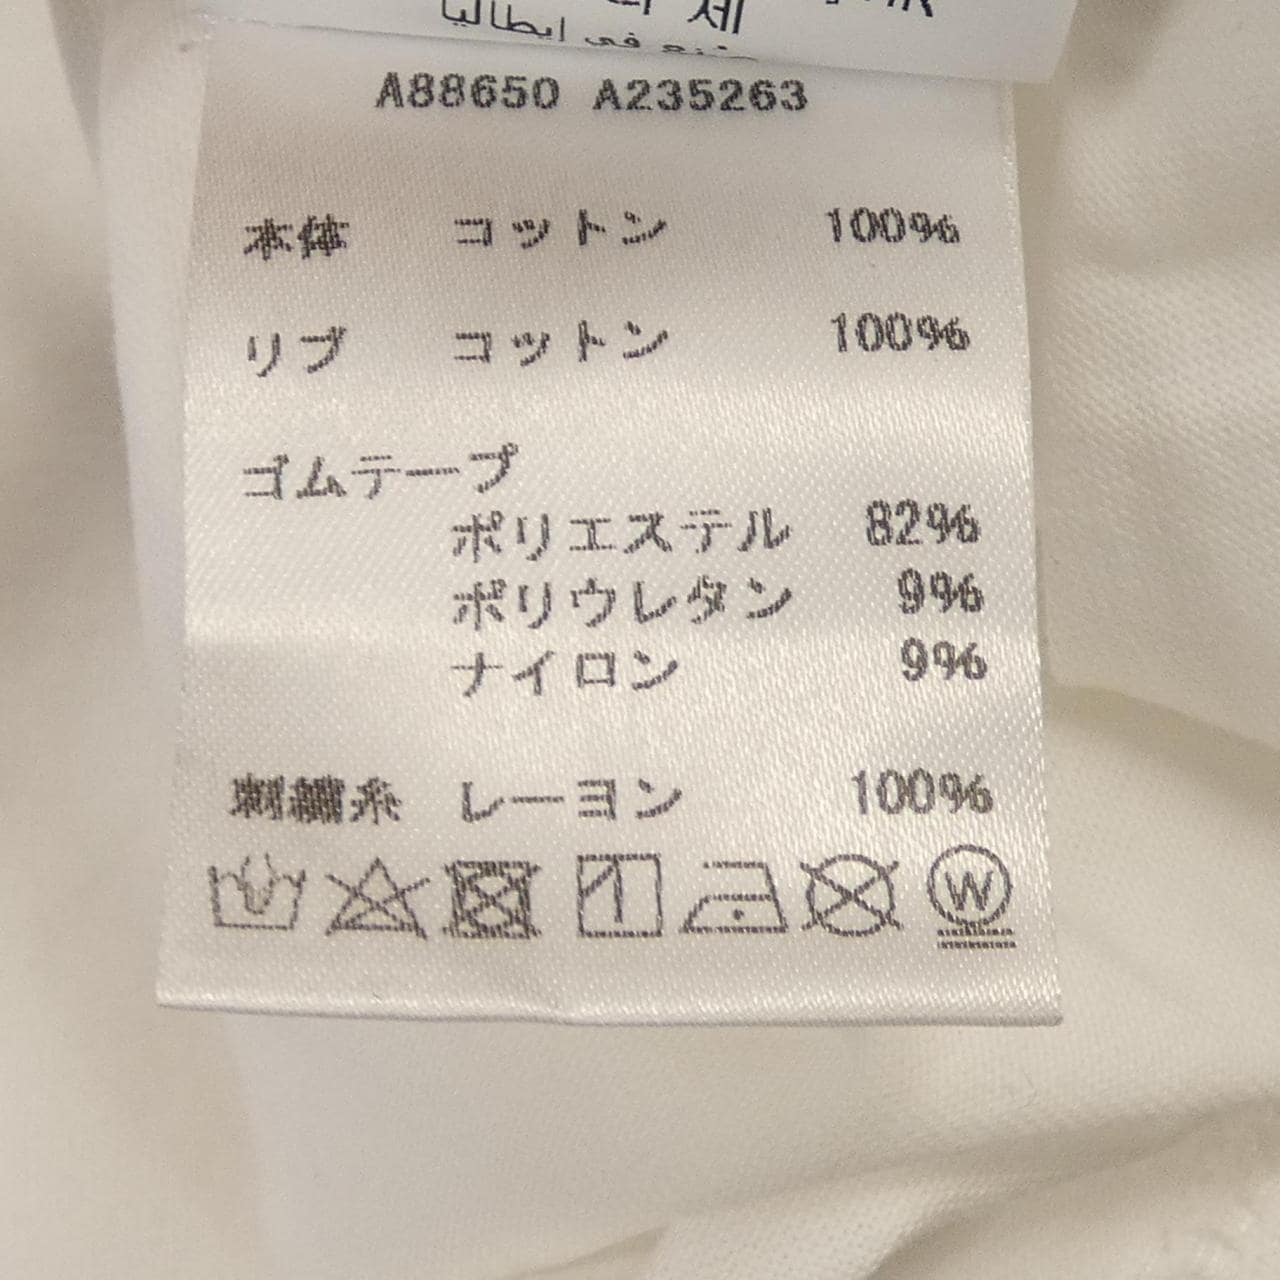 ايطاليا
A88650 A235263
本体 コットン 100%
リブ コットン 100%
ゴムテープ
ポリエステル 82%
ポリウレタン 9%
ナイロン 9%
刺繍糸 レーヨン 100%
W